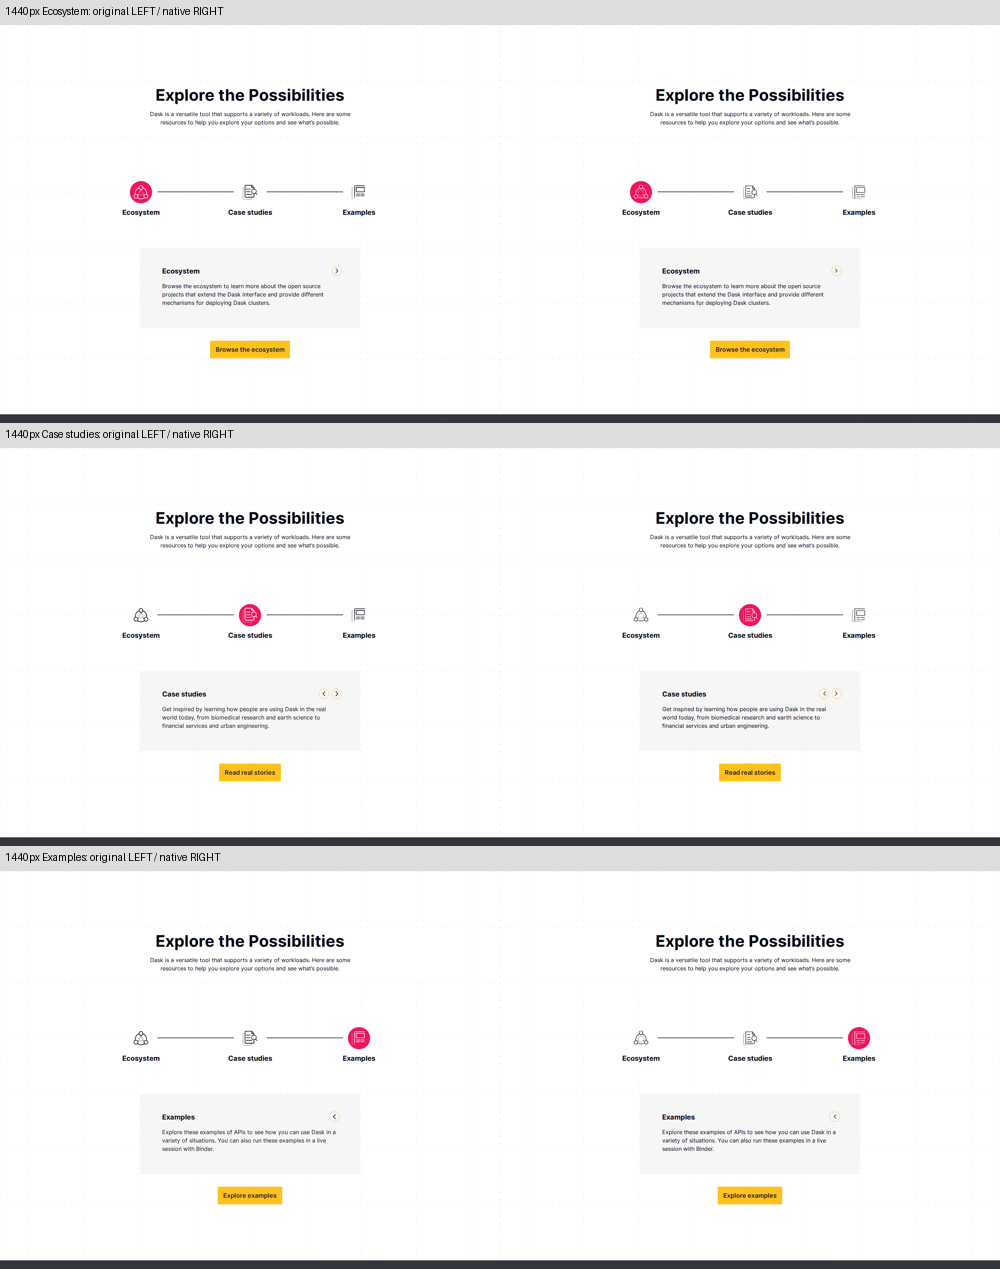 1440px Ecosystem: original LEFT / native RIGHT
Explore the Possibilities
Dask is a versatile tool that supports a variety of workloads. Here are some
resources to help you explore your options and see what's possible.
Ecosystem Case studies Examples
Ecosystem
Browse the ecosystem to learn more about the open source
projects that extend the Dask interface and provide different
mechanisms for deploying Dask clusters.
Browse the ecosystem
Explore the Possibilities
Dask is a versatile tool that supports a variety of workloads. Here are some
resources to help you explore your options and see what's possible.
Ecosystem Case studies Examples
Ecosystem
Browse the ecosystem to learn more about the open source
projects that extend the Dask interface and provide different
mechanisms for deploying Dask clusters.
Browse the ecosystem
1440px Case studies: original LEFT / native RIGHT
Explore the Possibilities
Dask is a versatile tool that supports a variety of workloads. Here are some
resources to help you explore your options and see what's possible.
Ecosystem Case studies Examples
Case studies
Get inspired by learning how people are using Dask in the real
world today, from biomedical research and earth science to
financial services and urban engineering.
Read real stories
Explore the Possibilities
Dask is a versatile tool that supports a variety of workloads. Here are some
resources to help you explore your options and see what's possible.
Ecosystem Case studies Examples
Case studies
Get inspired by learning how people are using Dask in the real
world today, from biomedical research and earth science to
financial services and urban engineering.
Read real stories
1440px Examples: original LEFT / native RIGHT
Explore the Possibilities
Dask is a versatile tool that supports a variety of workloads. Here are some
resources to help you explore your options and see what's possible.
Ecosystem Case studies Examples
Examples
Explore these examples of APIs to see how you can use Dask in a
variety of situations. You can also run these examples in a live
session with Binder.
Explore examples
Explore the Possibilities
Dask is a versatile tool that supports a variety of workloads. Here are some
resources to help you explore your options and see what's possible.
Ecosystem Case studies Examples
Examples
Explore these examples of APIs to see how you can use Dask in a
variety of situations. You can also run these examples in a live
session with Binder.
Explore examples